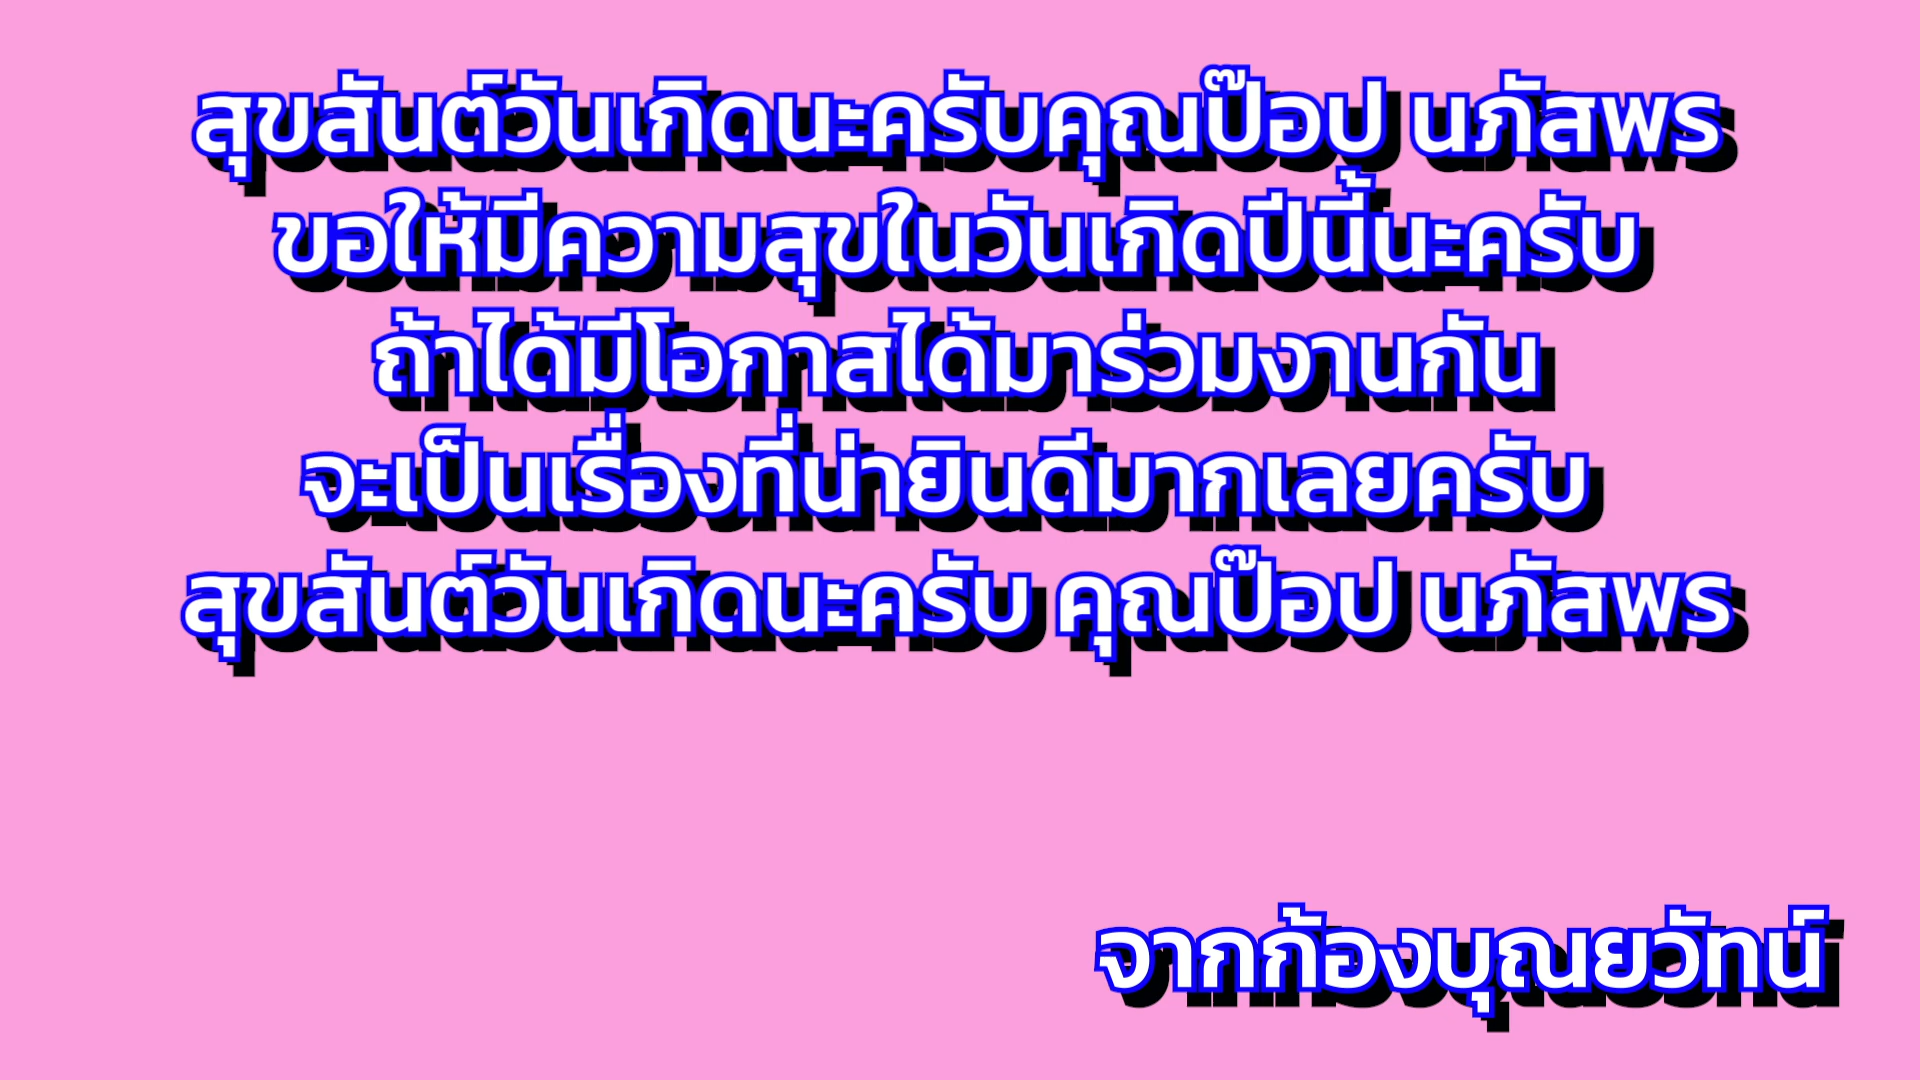 สุขสันต์วันเกิดนะครับคุณป๊อป นภัสพร
ขอให้มีความสุขในวันเกิดปีนี้นะครับ
ถ้าได้มีโอกาสได้มาร่วมงานกัน
จะเป็นเรื่องที่น่ายินดีมากเลยครับ
สุขสันต์วันเกิดนะครับ คุณป๊อป นภัสพร
จากก้องบุณยวัทน์